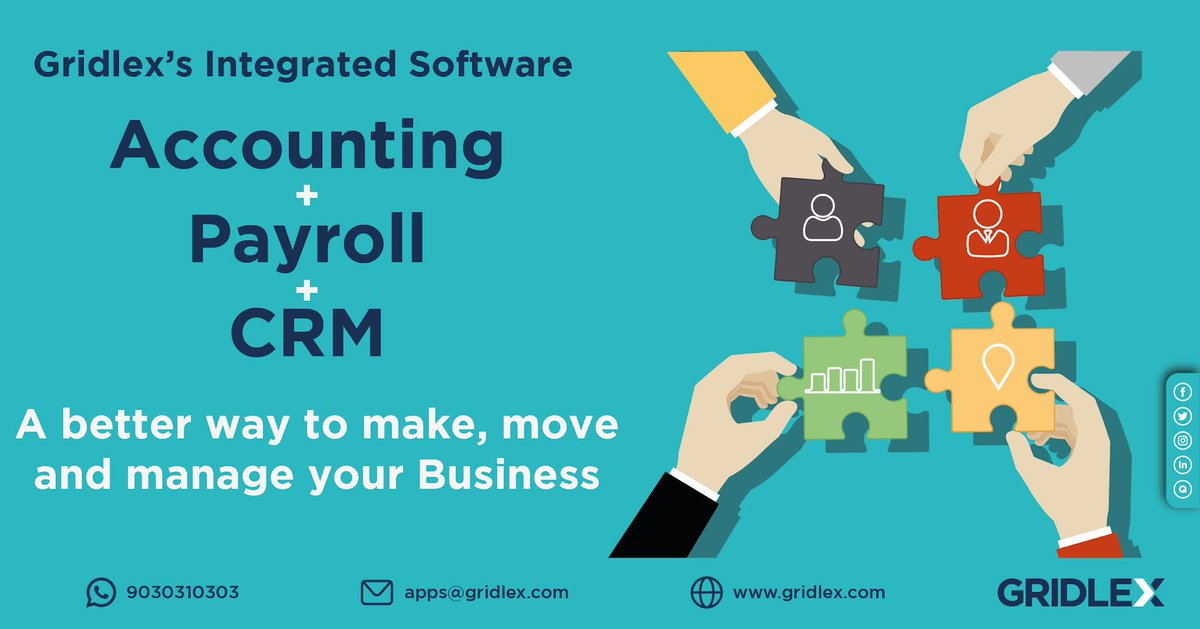 Gridlex's Integrated Software
Accounting
+
Payroll
+
CRM
A better way to make, move
and manage your Business
9030310303
apps@gridlex.com
www.gridlex.com
GRIDLEX